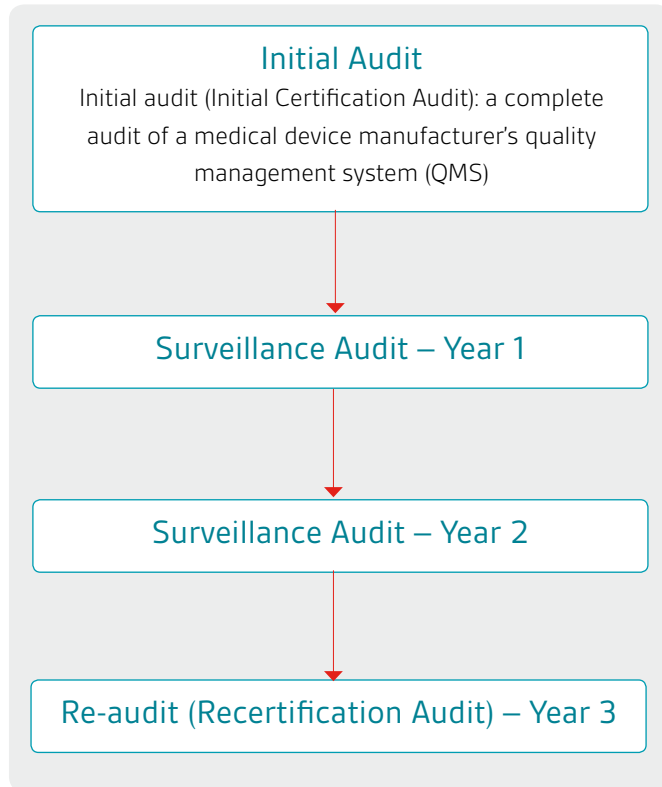 Initial Audit
Initial audit (Initial Certification Audit): a complete
audit of a medical device manufacturer’s quality
management system (QMS)
Surveillance Audit – Year 1
Surveillance Audit – Year 2
Re-audit (Recertification Audit) – Year 3